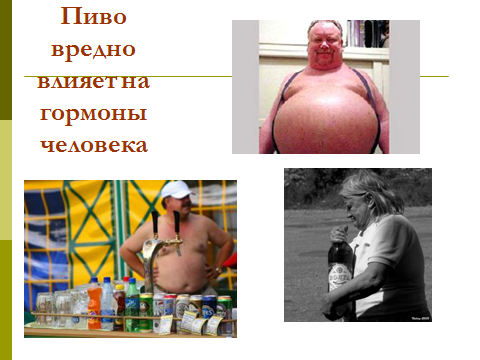 Пиво
вредно
влияет на
гормоны
человека